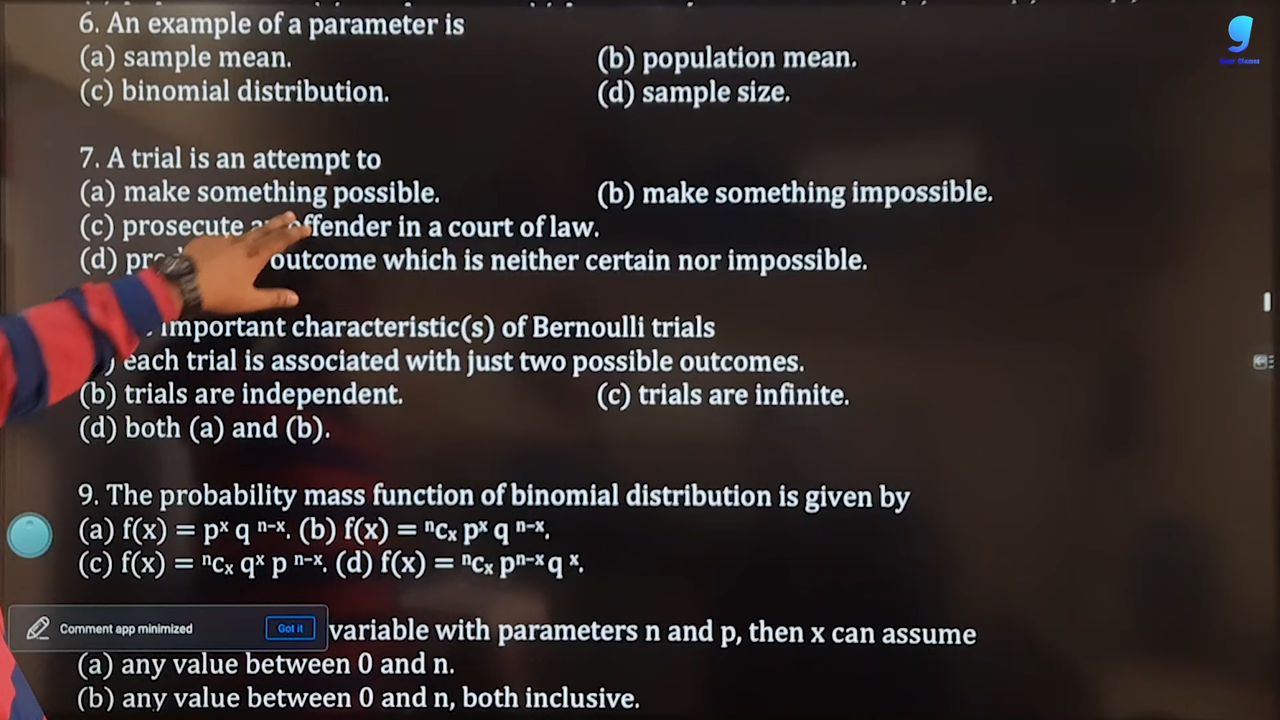 6. An example of a parameter is
(a) sample mean. (b) population mean.
(c) binomial distribution. (d) sample size.
7. A trial is an attempt to
(a) make something possible. (b) make something impossible.
(c) prosecute an offender in a court of law.
(d) outcome which is neither certain nor impossible.
important characteristic(s) of Bernoulli trials
) each trial is associated with just two possible outcomes.
(b) trials are independent. (c) trials are infinite.
(d) both (a) and (b).
9. The probability mass function of binomial distribution is given by
(a) f(x) = pˣ q ⁿ⁻ˣ. (b) f(x) = ⁿcₓ pˣ q ⁿ⁻ˣ.
(c) f(x) = ⁿcₓ qˣ p ⁿ⁻ˣ. (d) f(x) = ⁿcₓ pⁿ⁻ˣ q ˣ.
Comment app minimized Got it
variable with parameters n and p, then x can assume
(a) any value between 0 and n.
(b) any value between 0 and n, both inclusive.